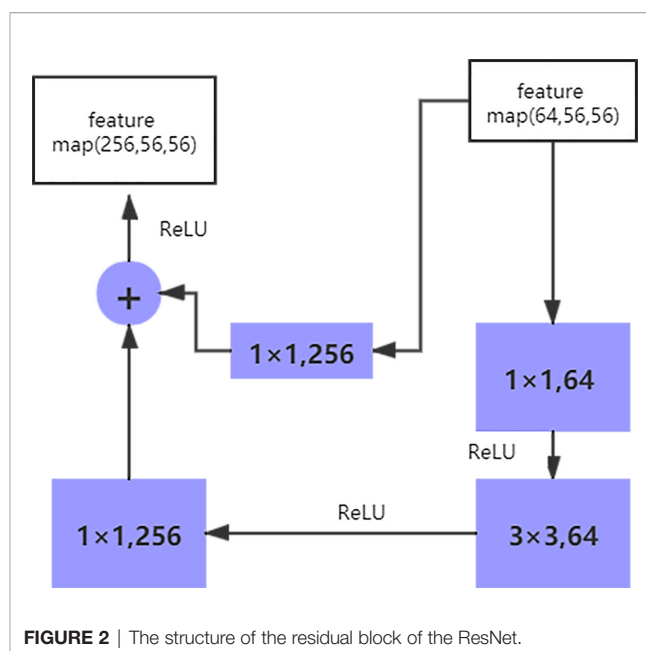 feature
map(256,56,56)
feature
map(64,56,56)
ReLU
+
1×1,256
1×1,64
ReLU
1×1,256
ReLU
3×3,64
FIGURE 2 | The structure of the residual block of the ResNet.